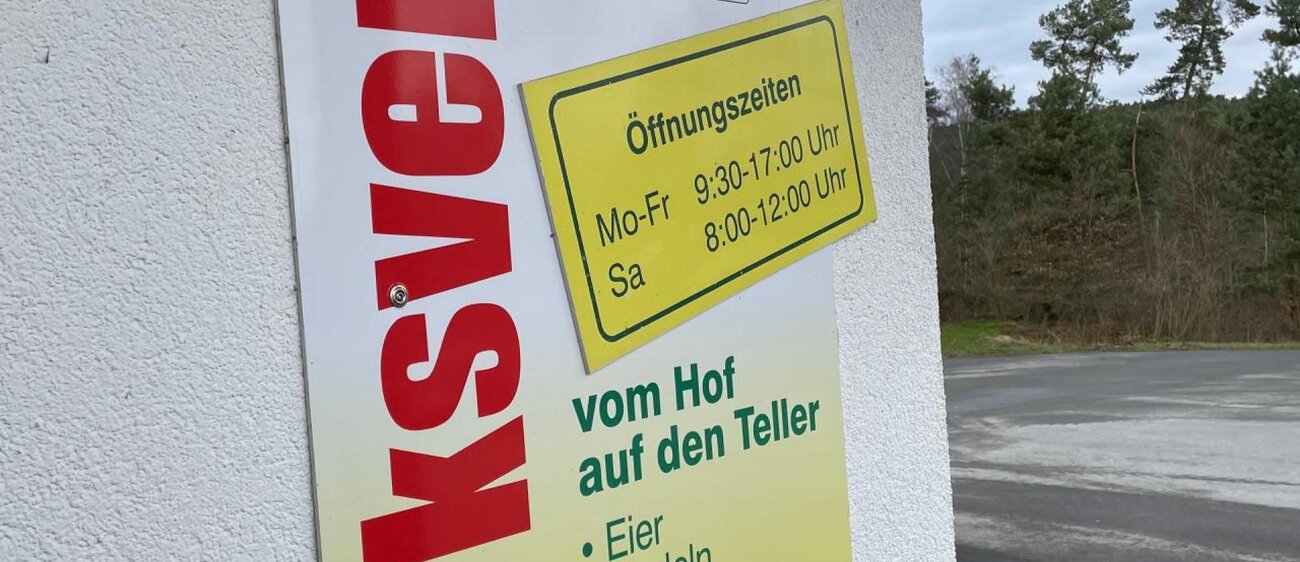 ksver
Öffnungszeiten
Mo-Fr 9:30-17:00 Uhr
Sa 8:00-12:00 Uhr
vom Hof
auf den Teller
• Eier